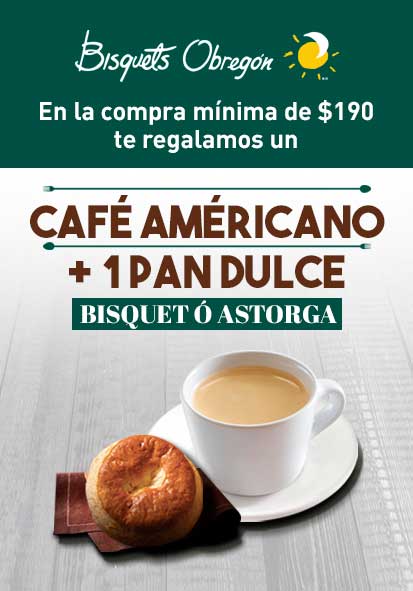 Bisquets Obregón
En la compra mínima de $190
te regalamos un
CAFÉ AMÉRICANO
+ 1 PAN DULCE
BISQUET Ó ASTORGA